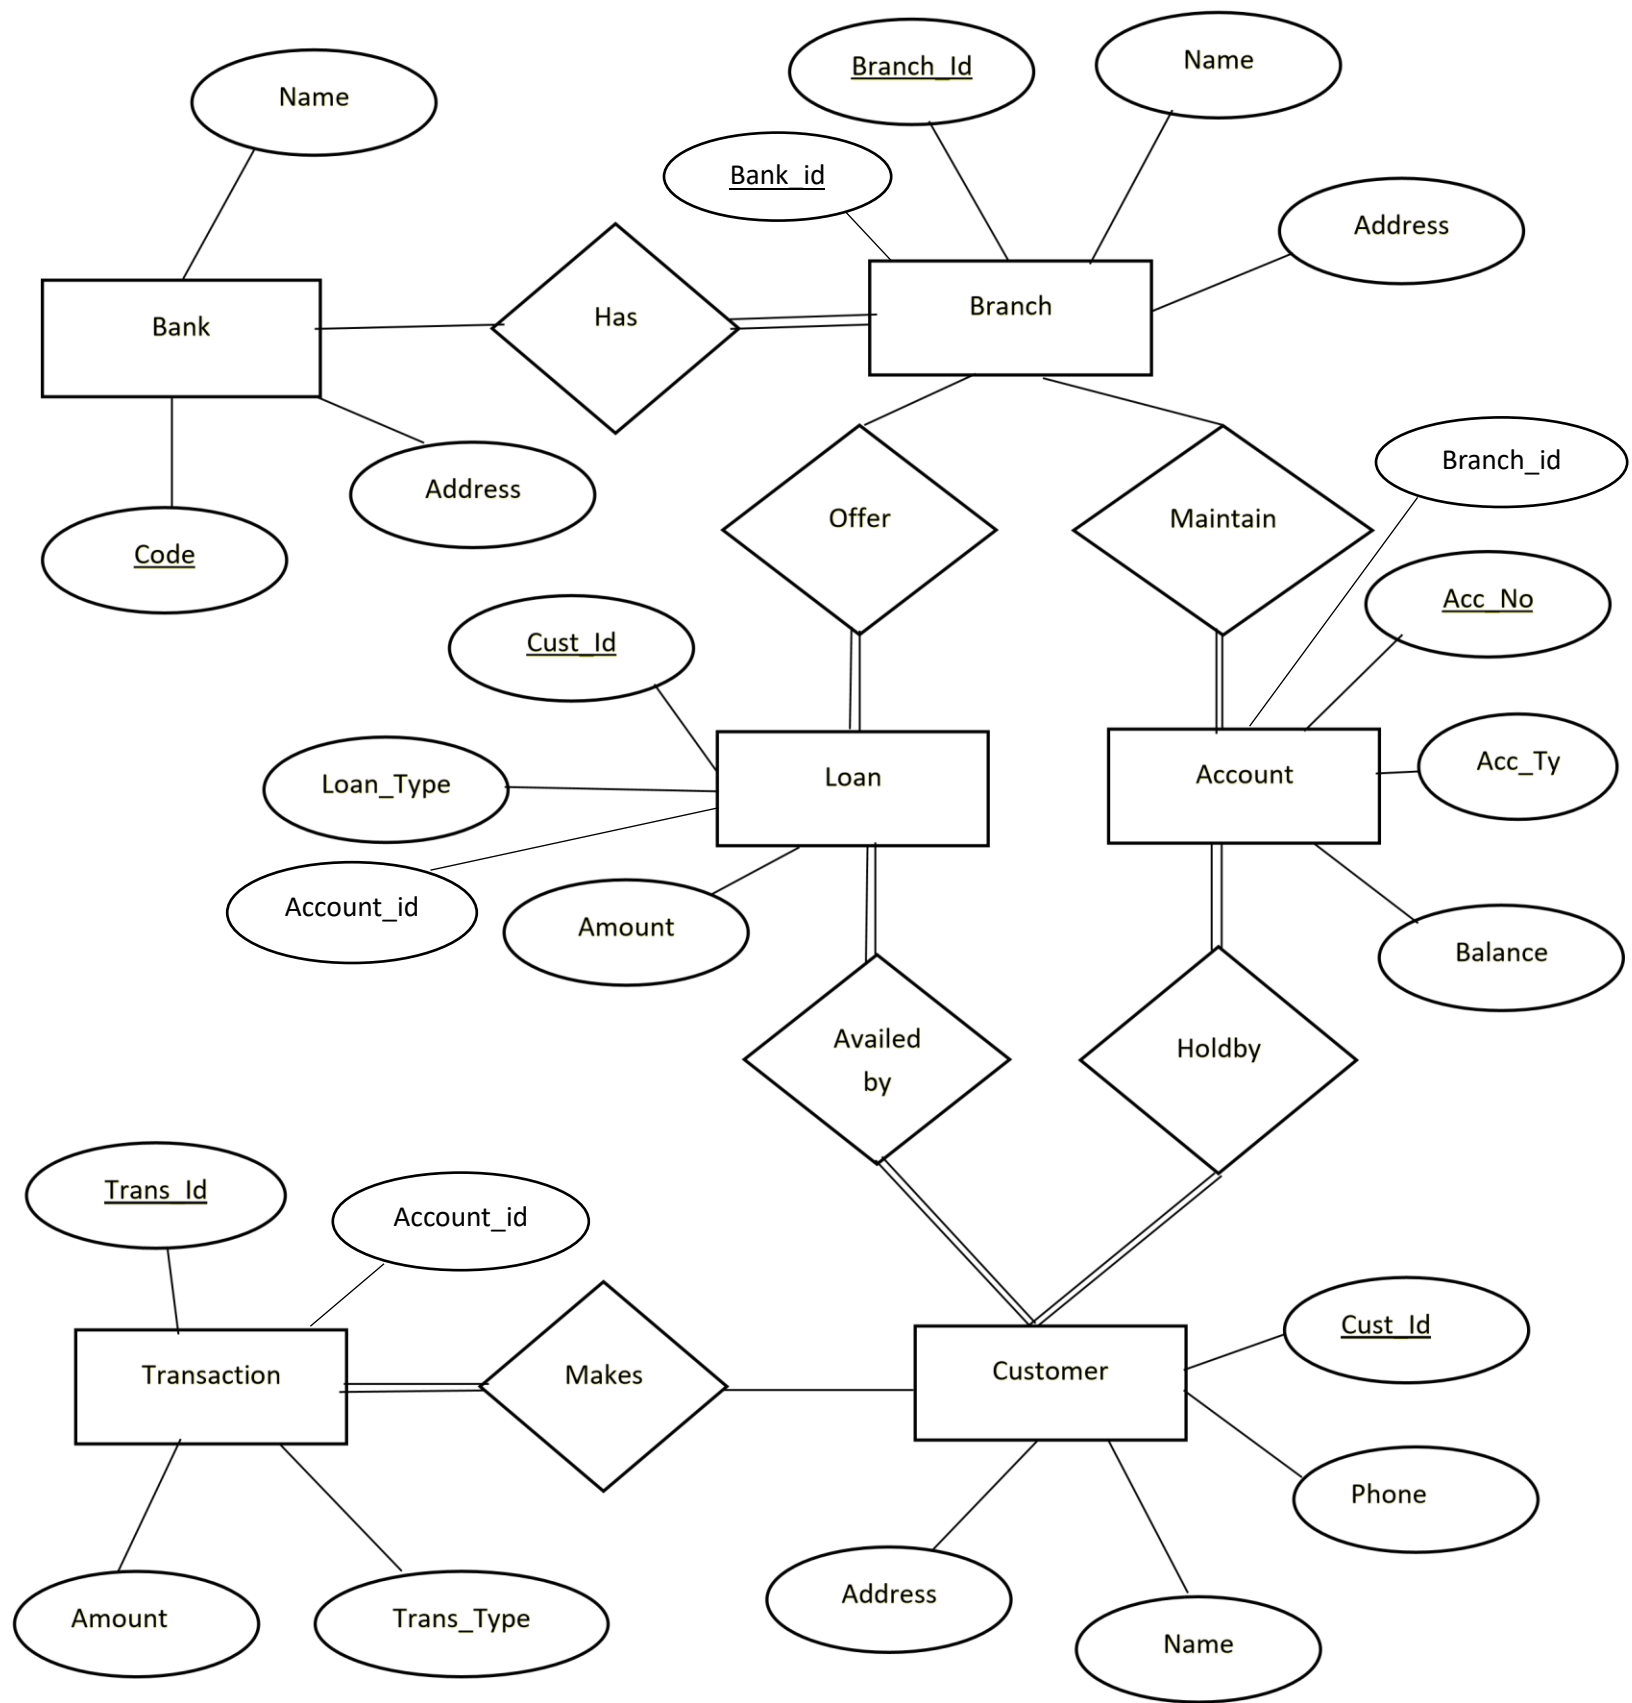 Name
Branch_Id
Name
Bank_id
Address
Bank
Has
Branch
Address
Code
Offer
Maintain
Branch_id
Acc_No
Cust_Id
Loan_Type
Loan
Account
Acc_Ty
Account_id
Amount
Balance
Availed
by
Holdby
Trans_Id
Account_id
Transaction
Makes
Customer
Cust_Id
Phone
Amount
Trans_Type
Address
Name